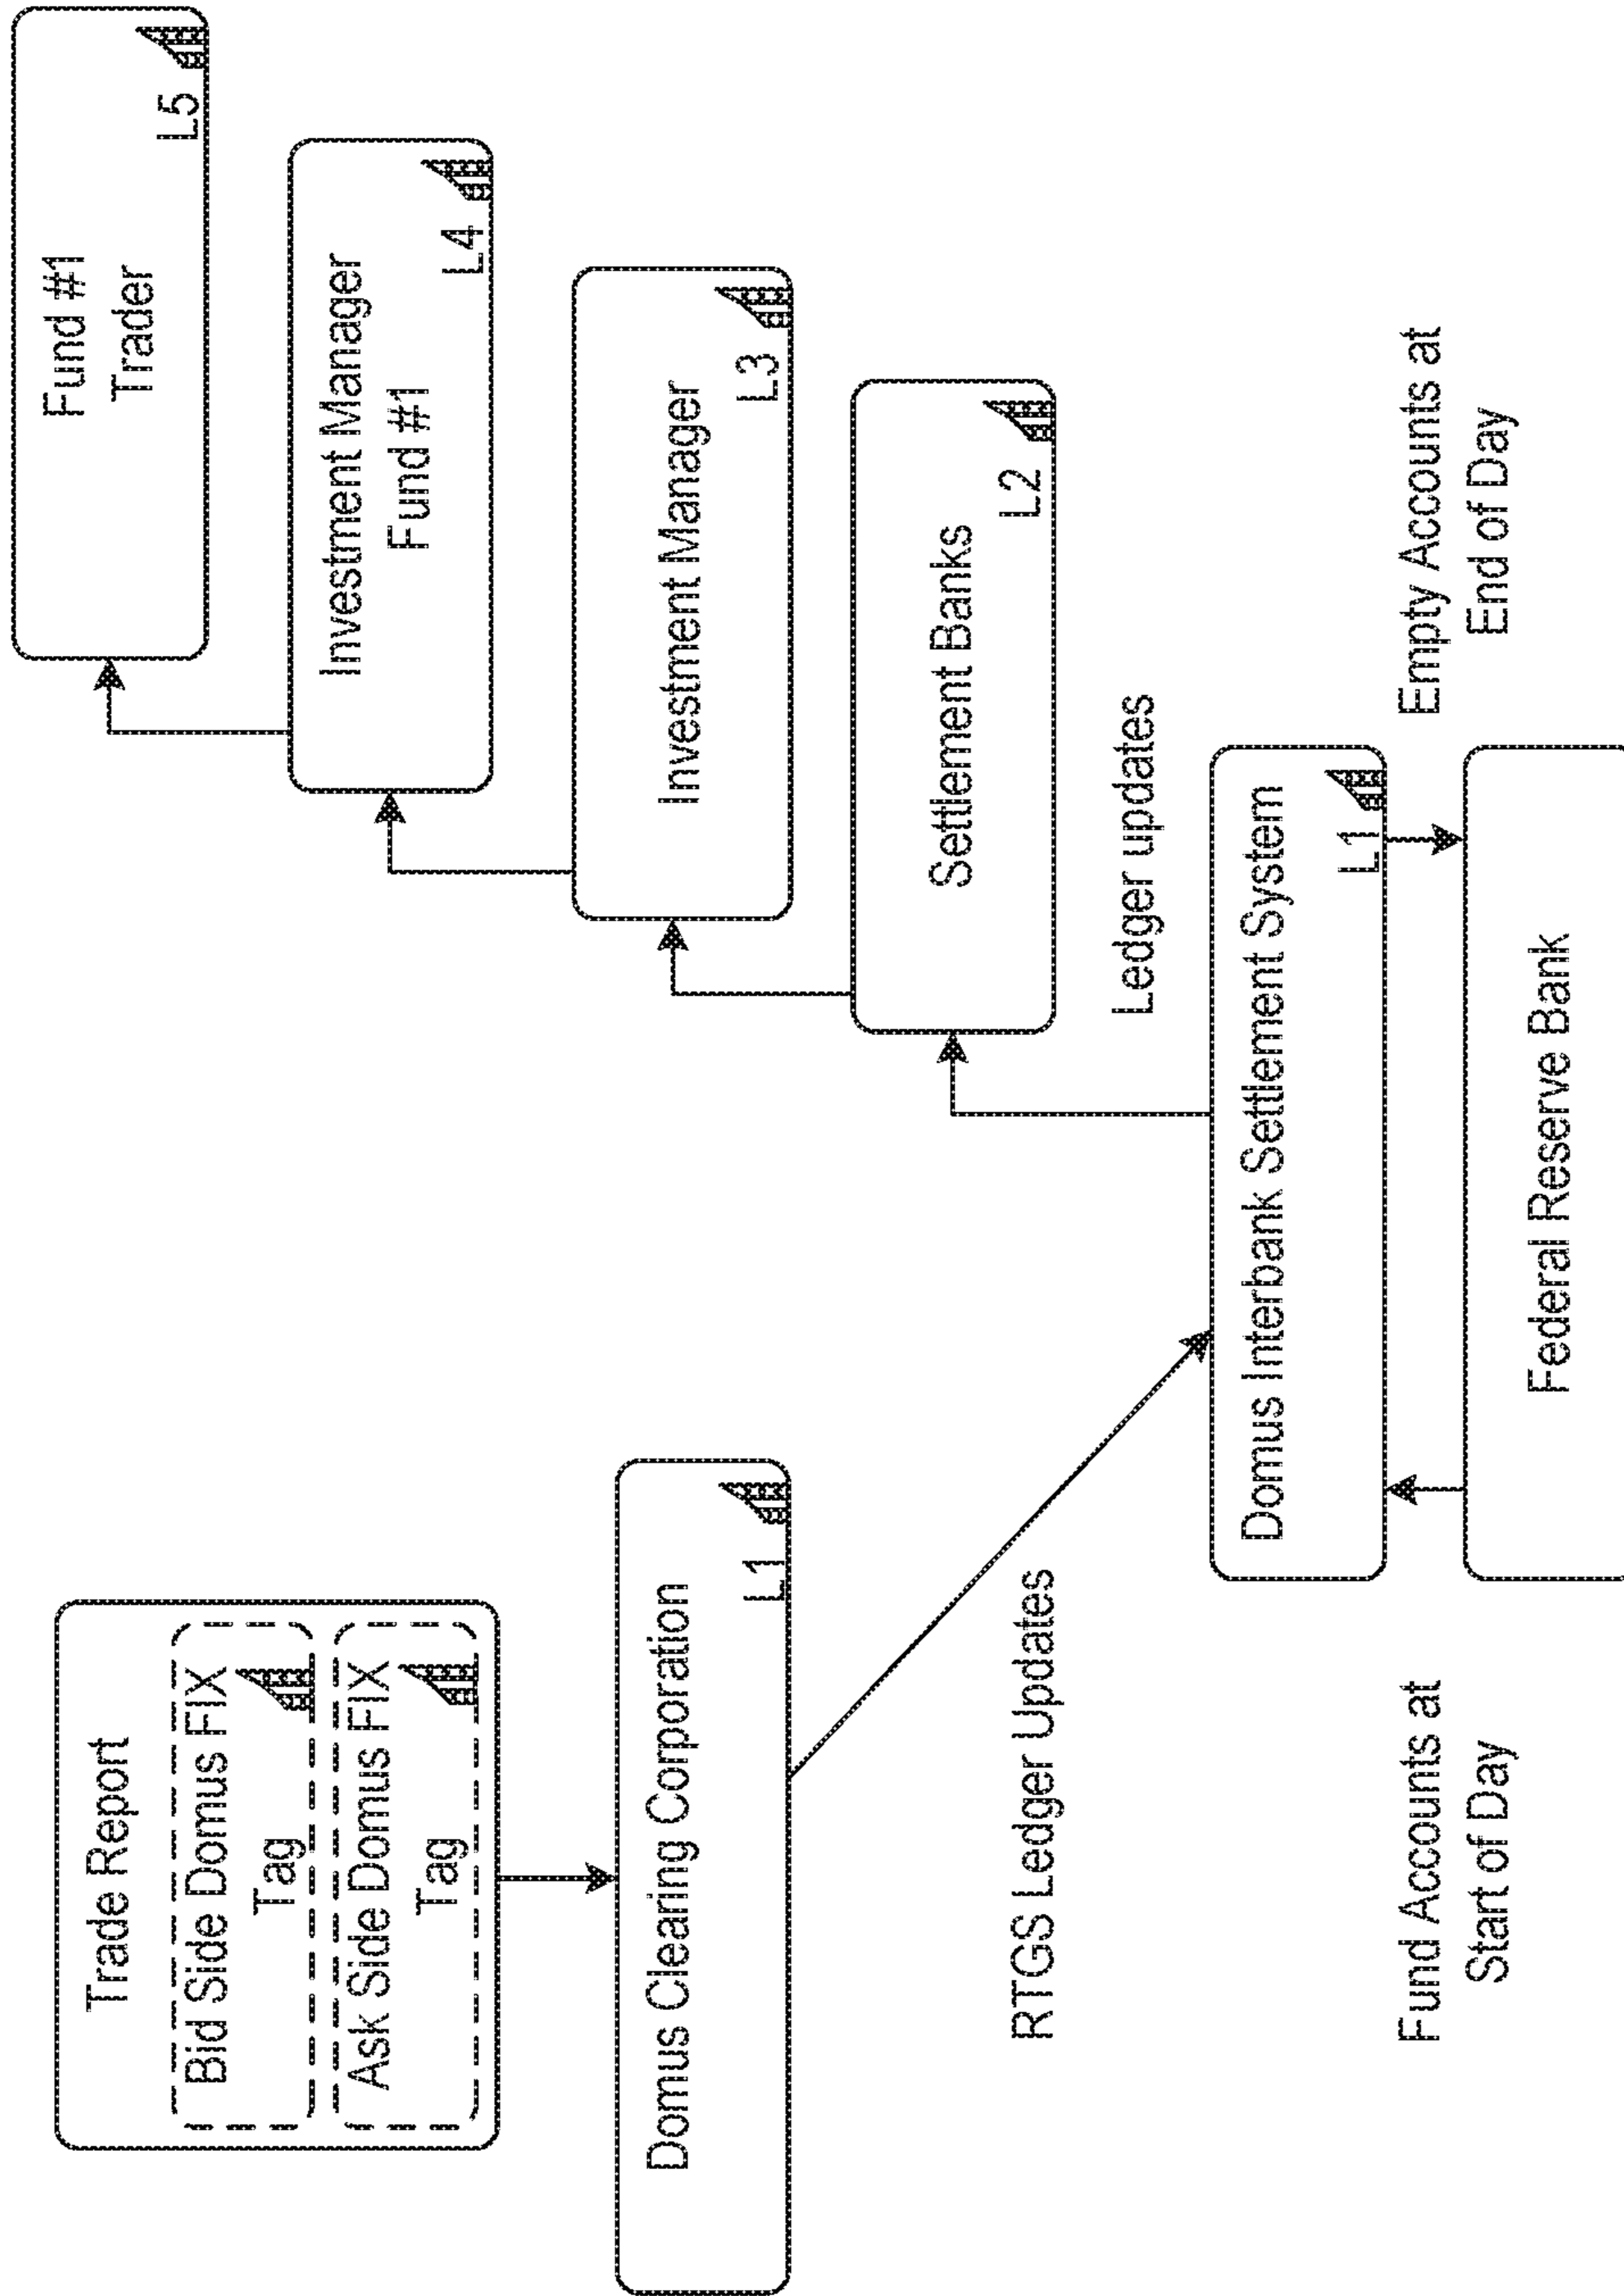 Trade Report
Bid Side Domus FIX
Tag
Ask Side Domus FIX
Tag
Domus Clearing Corporation
L1
RTGS Ledger Updates
Fund Accounts at
Start of Day
Fund #1
Trader
L5
Investment Manager
Fund #1
L4
Investment Manager
L3
Settlement Banks
L2
Ledger updates
Domus Interbank Settlement System
L1
Empty Accounts at
End of Day
Federal Reserve Bank